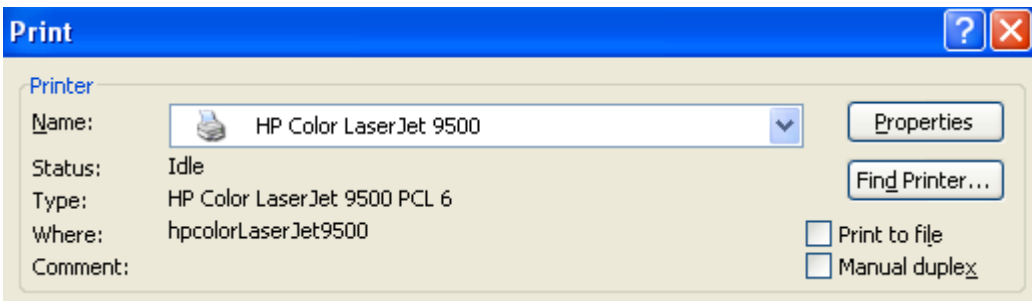 Print
Printer
Name: HP Color LaserJet 9500 Properties
Status: Idle
Find Printer...
Type: HP Color LaserJet 9500 PCL 6
Where: hpcolorLaserJet9500 Print to file
Comment: Manual duplex